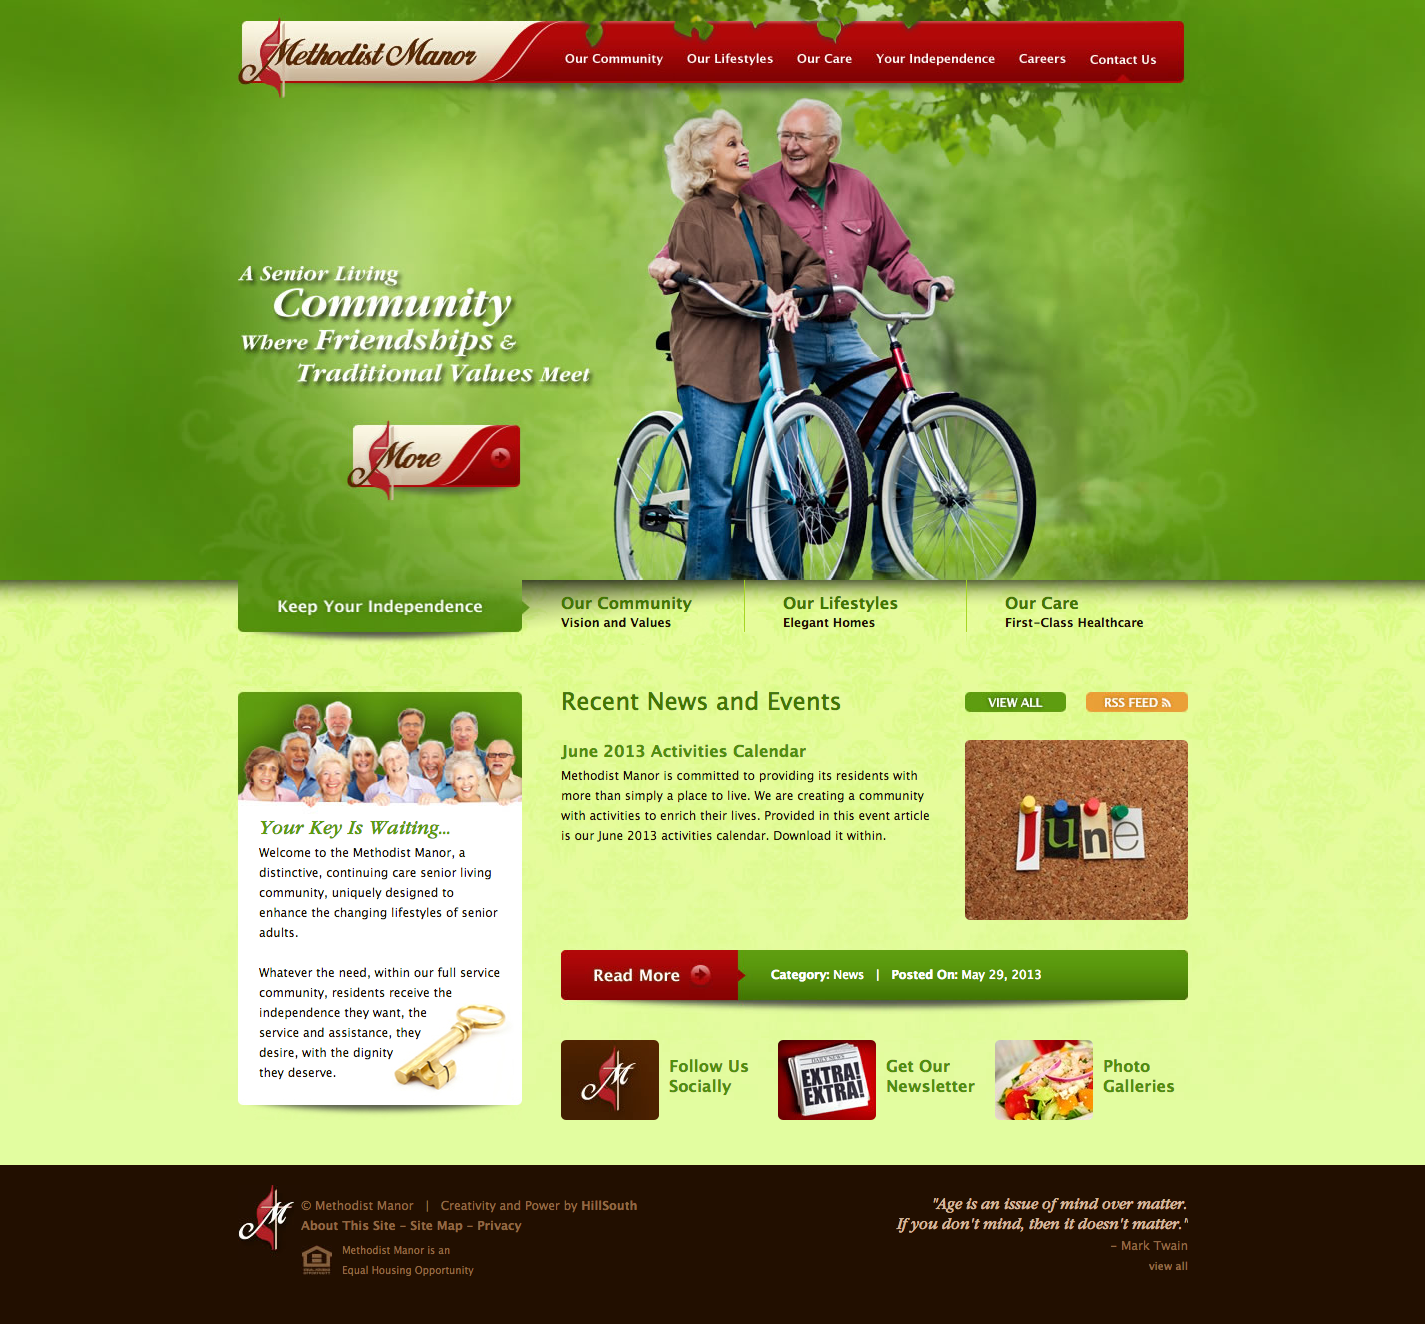 Methodist Manor
Our Community
Our Lifestyles
Our Care
Your Independence
Careers
Contact Us
A Senior Living
Community
Where Friendships &
Traditional Values Meet
More
Keep Your Independence
Our Community
Vision and Values
Our Lifestyles
Elegant Homes
Our Care
First-Class Healthcare
Your Key Is Waiting...
Welcome to the Methodist Manor, a
distinctive, continuing care senior living
community, uniquely designed to
enhance the changing lifestyles of senior
adults.
Whatever the need, within our full service
community, residents receive the
independence they want, the
service and assistance, they
desire, with the dignity
they deserve.
Recent News and Events
VIEW ALL
RSS FEED
June 2013 Activities Calendar
Methodist Manor is committed to providing its residents with
more than simply a place to live. We are creating a community
with activities to enrich their lives. Provided in this event article
is our June 2013 activities calendar. Download it within.
June
Read More
Category: News | Posted On: May 29, 2013
M
Follow Us
Socially
DAILY NEWS
EXTRA!
EXTRA!
Get Our
Newsletter
Photo
Galleries
M
© Methodist Manor | Creativity and Power by HillSouth
About This Site - Site Map - Privacy
EQUAL HOUSING
OPPORTUNITY
Methodist Manor is an
Equal Housing Opportunity
"Age is an issue of mind over matter.
If you don't mind, then it doesn't matter."
- Mark Twain
view all